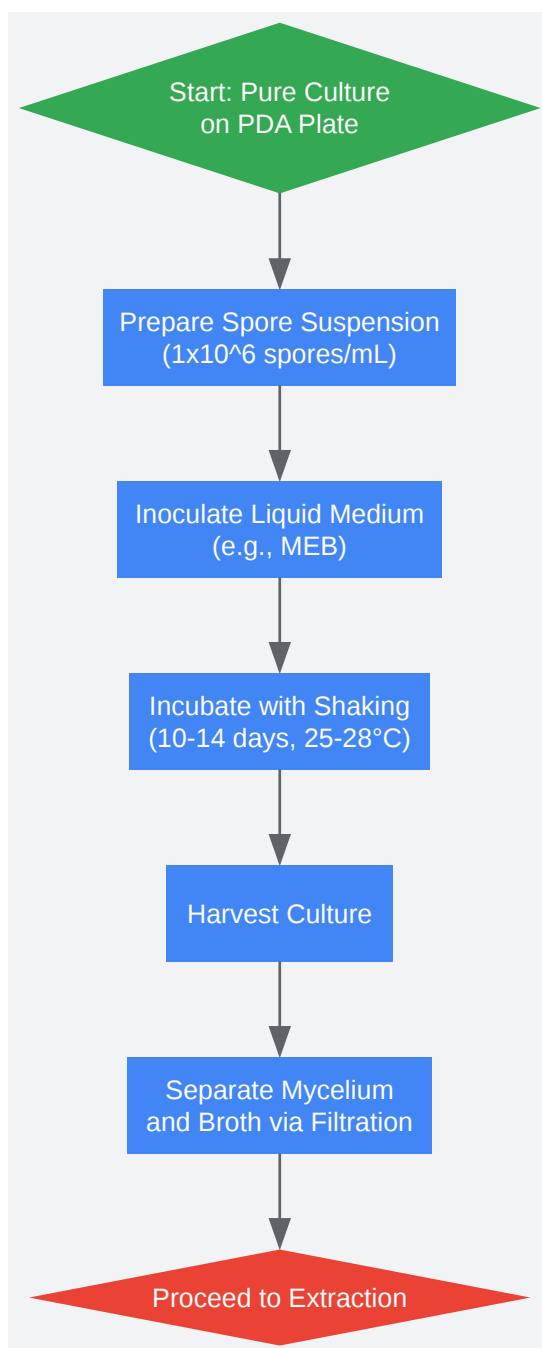 Start: Pure Culture
on PDA Plate
Prepare Spore Suspension
(1x10^6 spores/mL)
Inoculate Liquid Medium
(e.g., MEB)
Incubate with Shaking
(10-14 days, 25-28°C)
Harvest Culture
Separate Mycelium
and Broth via Filtration
Proceed to Extraction